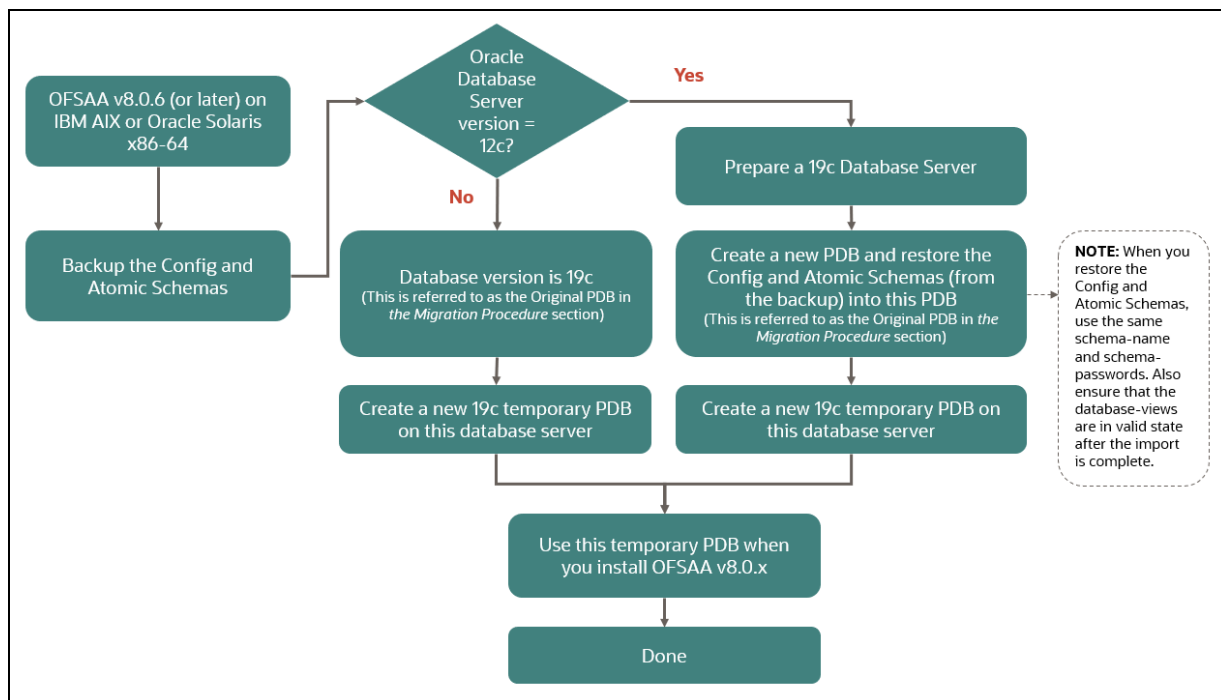 OFSAA v8.0.6 (or later) on
IBM AIX or Oracle Solaris
x86-64
Backup the Config and
Atomic Schemas
Oracle
Database
Server
version =
12c?
Yes
No
Prepare a 19c Database Server
Database version is 19c
(This is referred to as the Original PDB in
the Migration Procedure section)
Create a new PDB and restore the
Config and Atomic Schemas (from
the backup) into this PDB
(This is referred to as the Original PDB in the
Migration Procedure section)
NOTE: When you
restore the
Config and
Atomic Schemas,
use the same
schema-name
and schema-
passwords. Also
ensure that the
database-views
are in valid state
after the import
is complete.
Create a new 19c temporary PDB
on this database server
Create a new 19c temporary PDB on
this database server
Use this temporary PDB when
you install OFSAA v8.0.x
Done